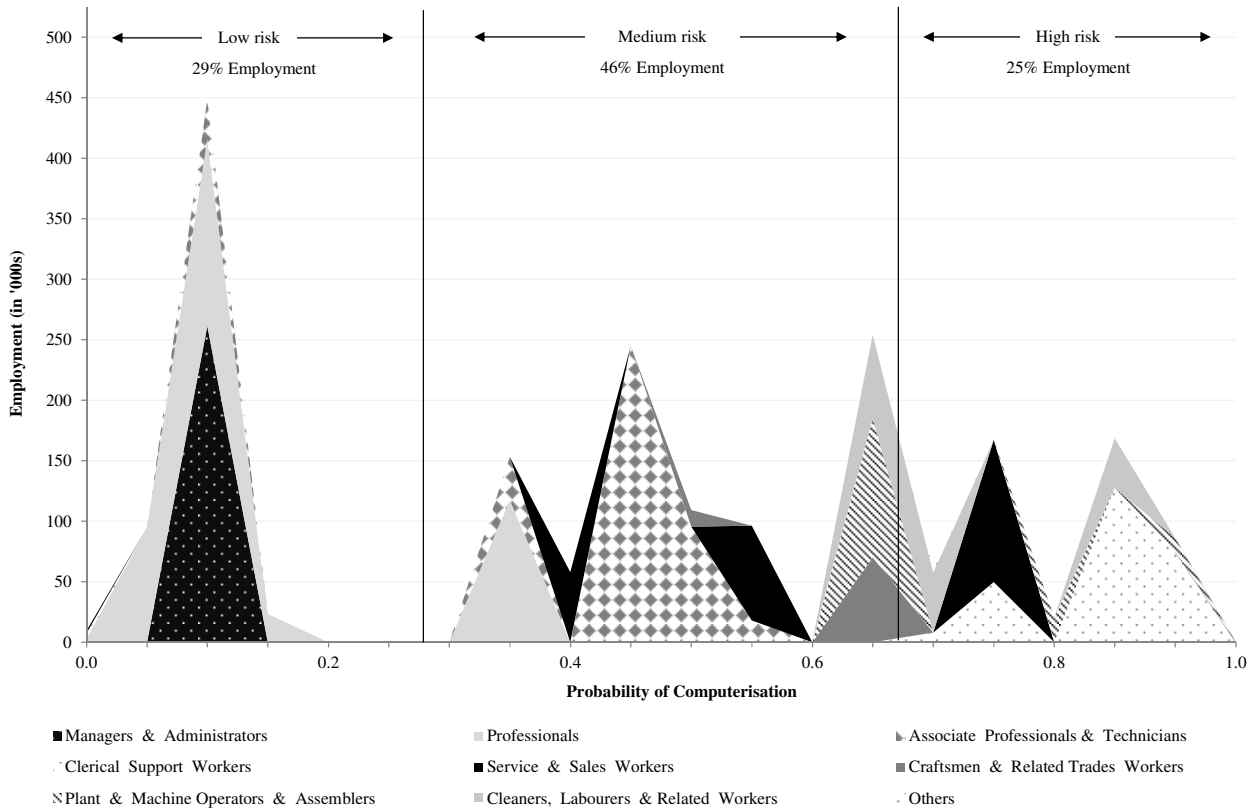 500
Low risk
Medium risk
High risk
29% Employment
46% Employment
25% Employment
450
400
350
300
250
200
150
100
50
0
Employment (in '000s)
0.0
0.2
0.4
0.6
0.8
1.0
Probability of Computerisation
Managers & Administrators
Professionals
Associate Professionals & Technicians
Clerical Support Workers
Service & Sales Workers
Craftsmen & Related Trades Workers
Plant & Machine Operators & Assemblers
Cleaners, Labourers & Related Workers
Others